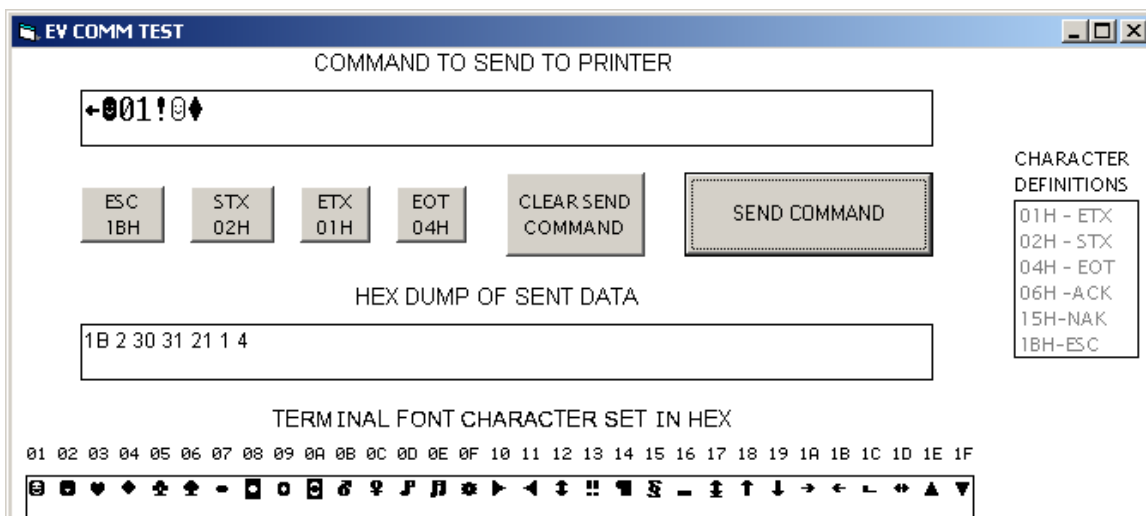 EV COMM TEST
COMMAND TO SEND TO PRINTER
←☻01!☺♦
ESC
1BH
STX
02H
ETX
01H
EOT
04H
CLEAR SEND
COMMAND
SEND COMMAND
CHARACTER
DEFINITIONS
01H - ETX
02H - STX
04H - EOT
06H -ACK
15H-NAK
1BH-ESC
HEX DUMP OF SENT DATA
1B 2 30 31 21 1 4
TERMINAL FONT CHARACTER SET IN HEX
01 02 03 04 05 06 07 08 09 0A 0B 0C 0D 0E 0F 10 11 12 13 14 15 16 17 18 19 1A 1B 1C 1D 1E 1F
☺ ☻ ♥ ♦ ♣ ♠ • ◘ ○ ◙ ♂ ♀ ♪ ♫ ☼ ► ◄ ↕ ‼ ¶ § ▬ ↨ ↑ ↓ → ← ∟ ↔ ▲ ▼